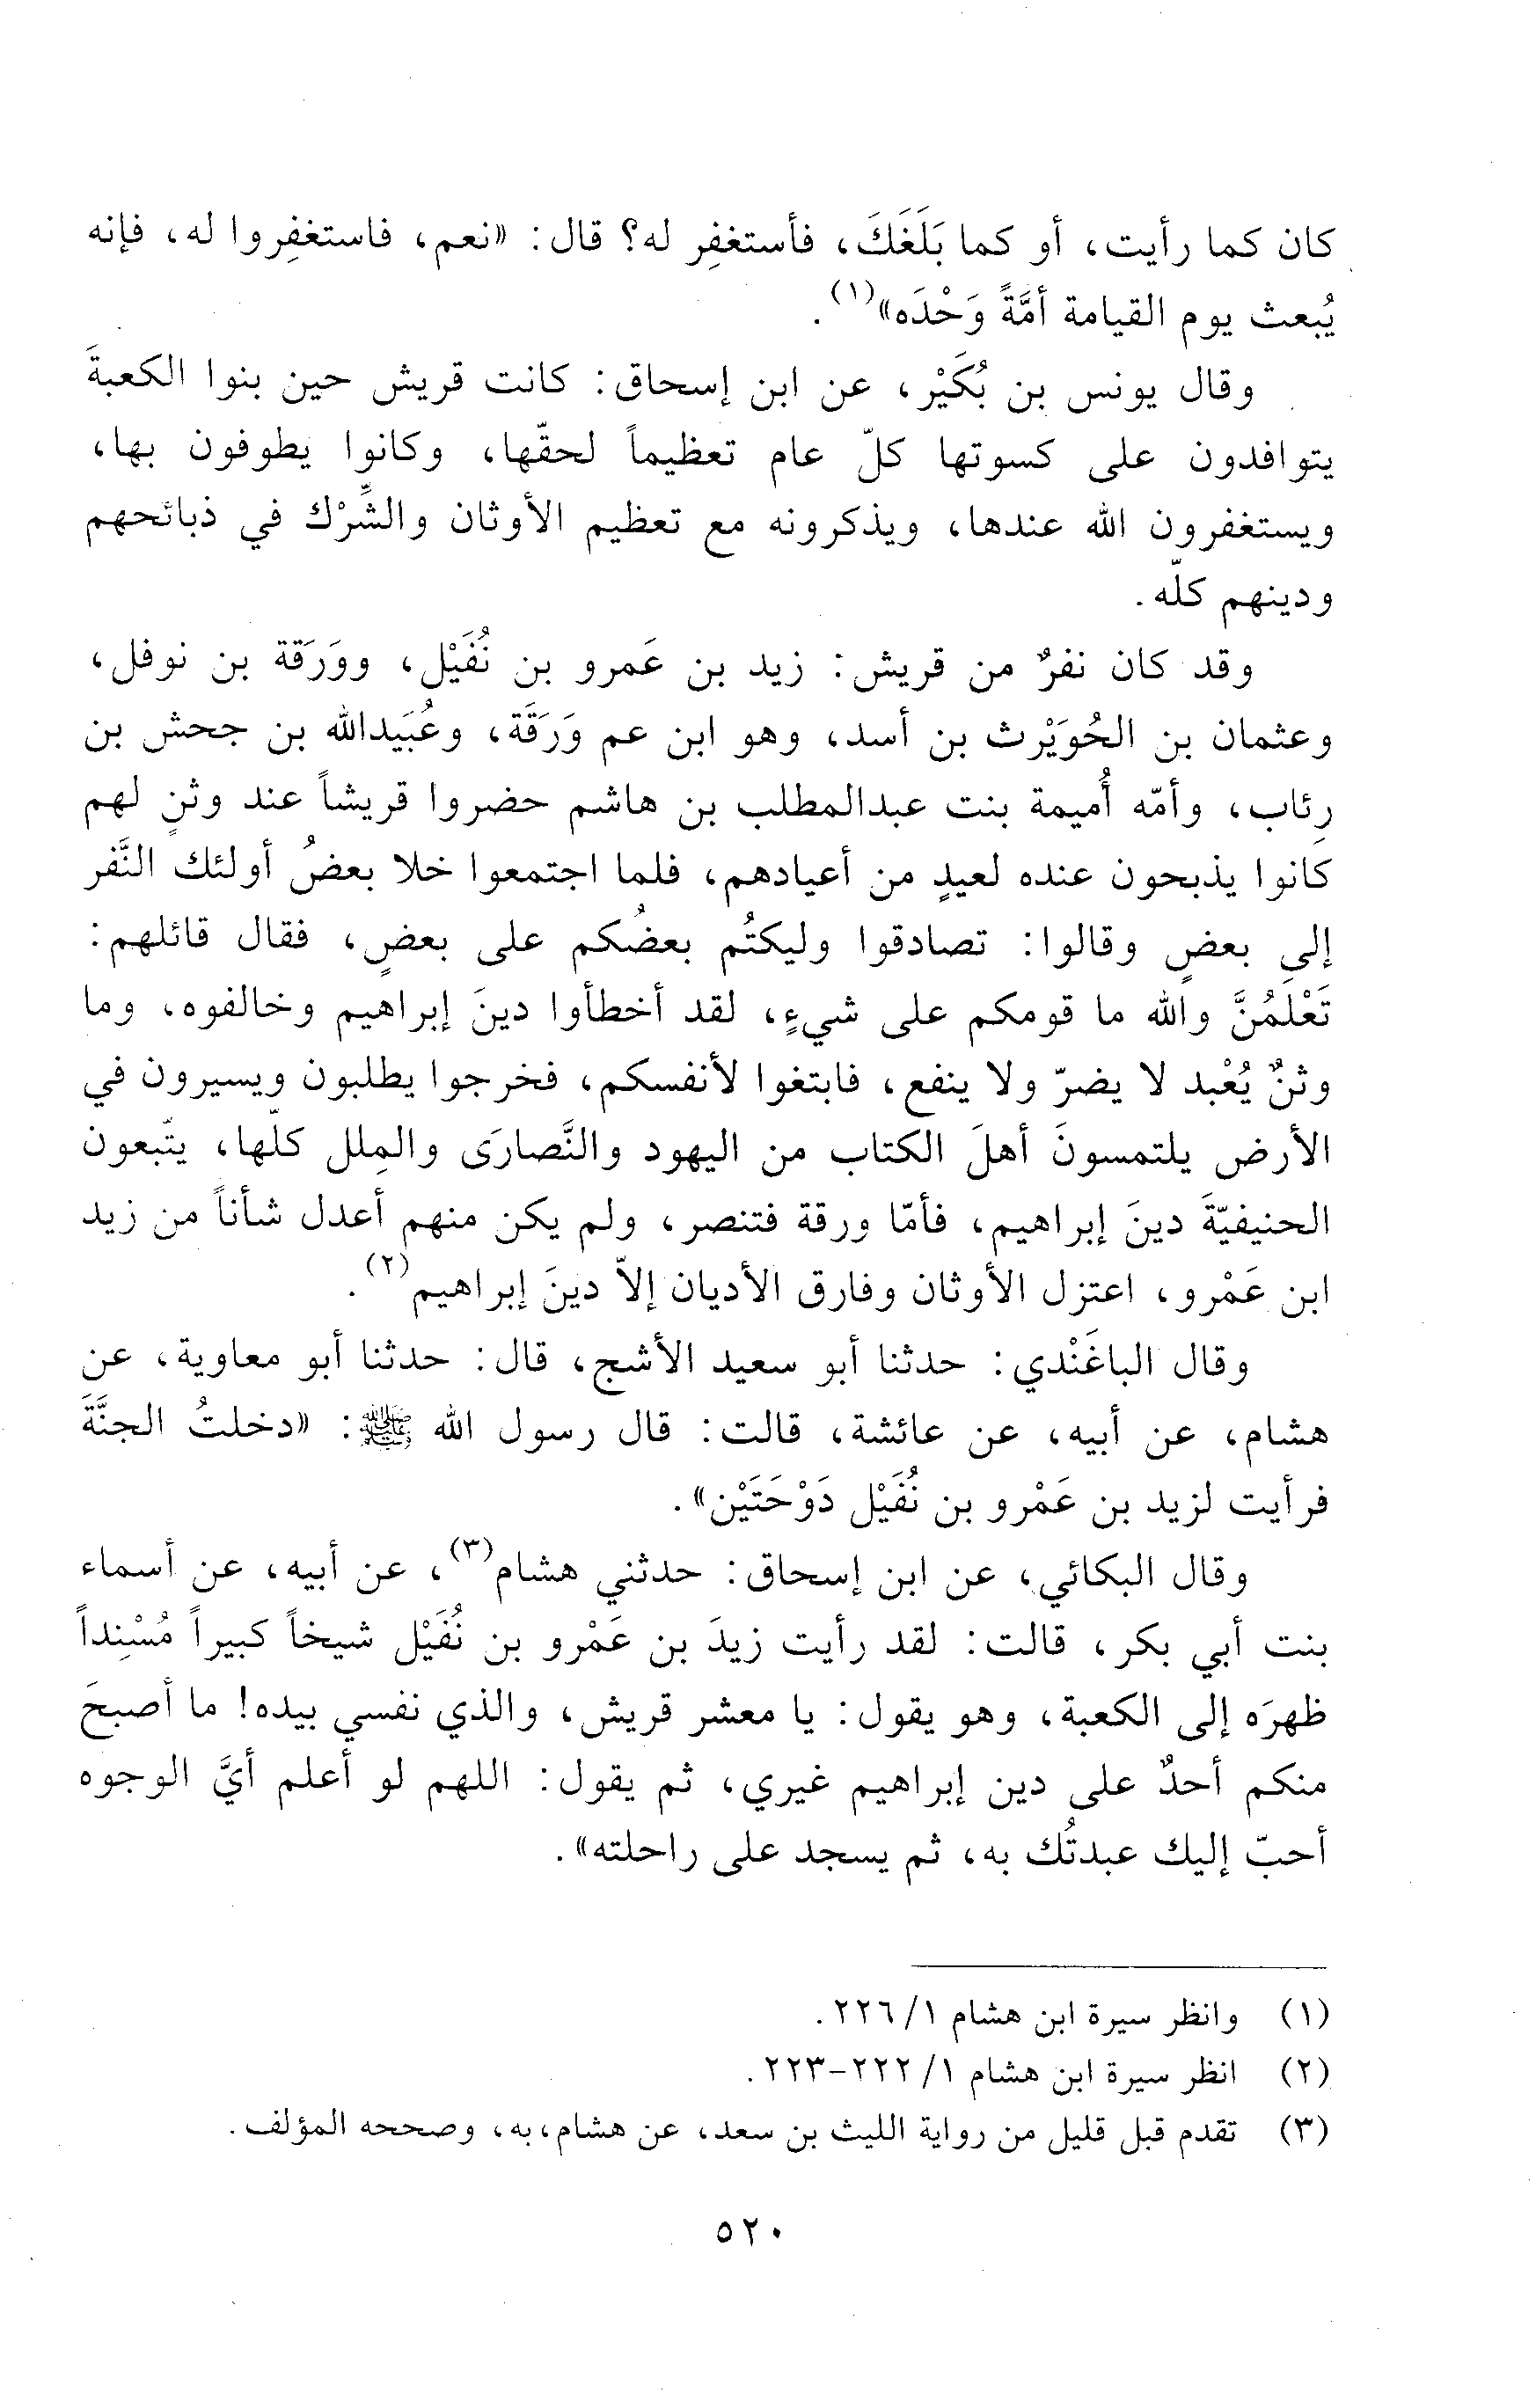 كان كما رأيت، أو كما بَلَغَكَ، فأستغفِر له؟ قال: «نعم، فاستغفِروا له، فإنه
يُبعث يوم القيامة أمَّةً وَحْدَه»(١).
وقال يونس بن بُكَيْر، عن ابن إسحاق: كانت قريش حين بنوا الكعبةَ
يتوافدون على كسوتها كلّ عام تعظيماً لحقّها، وكانوا يطوفون بها،
ويستغفرون الله عندها، ويذكرونه مع تعظيم الأوثان والشِّرْك في ذبائحهم
ودينهم كلّه.
وقد كان نفرٌ من قريش: زيد بن عَمرو بن نُفَيْل، ووَرَقة بن نوفل،
وعثمان بن الحُوَيْرث بن أسد، وهو ابن عم وَرَقَة، وعُبَيدالله بن جحش بن
رِئاب، وأمّه أُميمة بنت عبدالمطلب بن هاشم حضروا قريشاً عند وثنٍ لهم
كانوا يذبحون عنده لعيدٍ من أعيادهم، فلما اجتمعوا خلا بعضُ أولئك النَّفر
إلى بعضٍ وقالوا: تصادقوا وليكتُم بعضُكم على بعضٍ، فقال قائلهم:
تَعْلَمُنَّ والله ما قومكم على شيءٍ، لقد أخطأوا دينَ إبراهيم وخالفوه، وما
وثنٌ يُعْبد لا يضرّ ولا ينفع، فابتغوا لأنفسكم، فخرجوا يطلبون ويسيرون في
الأرض يلتمسونَ أهلَ الكتاب من اليهود والنَّصارَى والمِلل كلّها، يتّبعون
الحنيفيّةَ دينَ إبراهيم، فأمّا ورقة فتنصر، ولم يكن منهم أعدل شأناً من زيد
ابن عَمْرو، اعتزل الأوثان وفارق الأديان إلاّ دينَ إبراهيم(٢).
وقال الباغَنْدي: حدثنا أبو سعيد الأشج، قال: حدثنا أبو معاوية، عن
هشام، عن أبيه، عن عائشة، قالت: قال رسول الله ﷺ: «دخلتُ الجنَّةَ
فرأيت لزيد بن عَمْرو بن نُفَيْل دَوْحَتَيْن».
وقال البكائي، عن ابن إسحاق: حدثني هشام(٣)، عن أبيه، عن أسماء
بنت أبي بكر، قالت: لقد رأيت زيدَ بن عَمْرو بن نُفَيْل شيخاً كبيراً مُسْنِداً
ظهرَه إلى الكعبة، وهو يقول: يا معشر قريش، والذي نفسي بيده! ما أصبحَ
منكم أحدٌ على دين إبراهيم غيري، ثم يقول: اللهم لو أعلم أيَّ الوجوه
أحبّ إليك عبدتُك به، ثم يسجد على راحلته».
(١) وانظر سيرة ابن هشام ١/ ٢٢٦.
(٢) انظر سيرة ابن هشام ١/ ٢٢٢-٢٢٣.
(٣) تقدم قبل قليل من رواية الليث بن سعد، عن هشام، به، وصححه المؤلف.
٥٢٠